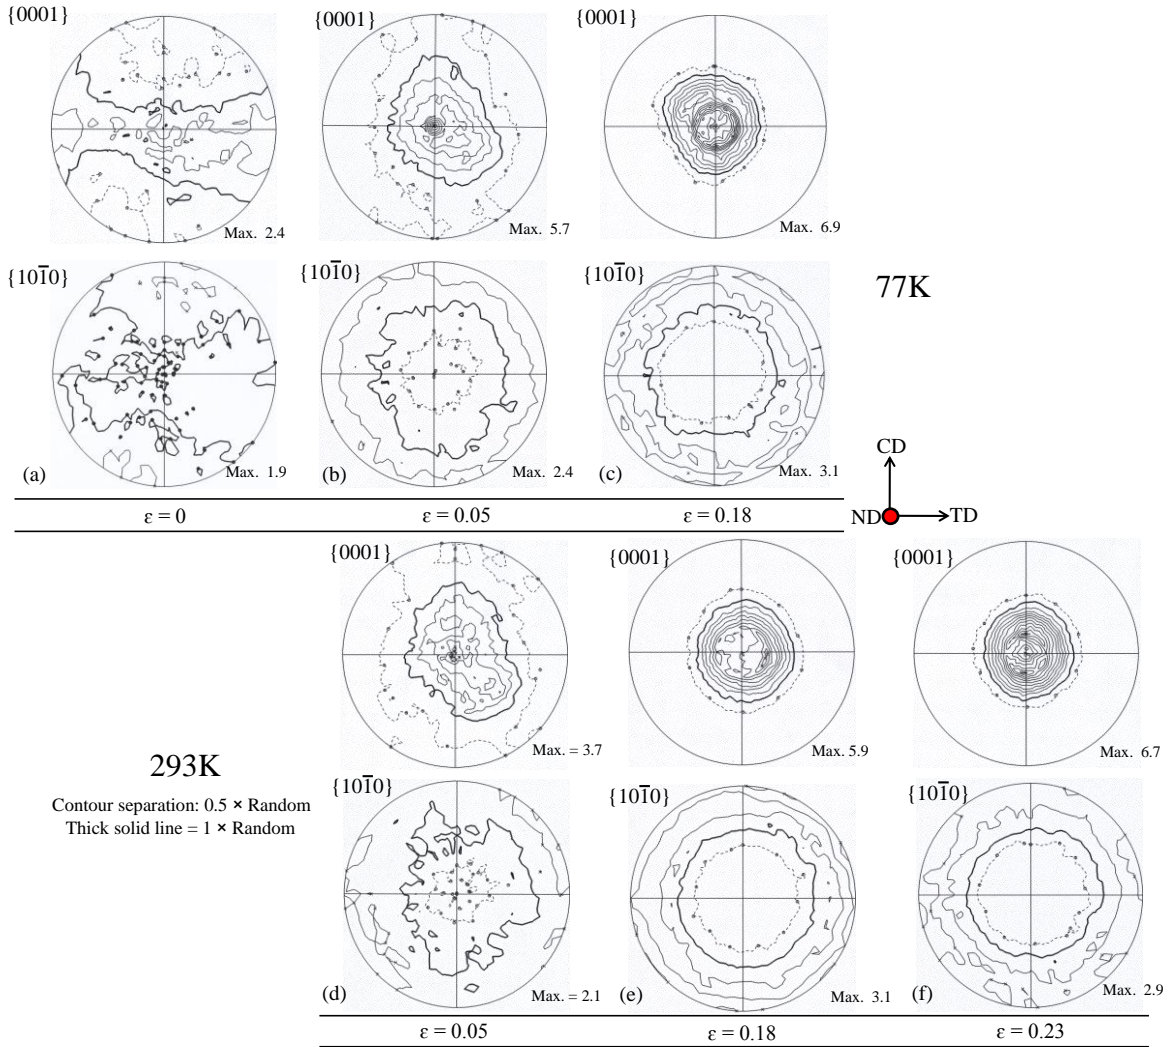 {0001}
{0001}
{0001}
Max. 2.4
Max. 5.7
Max. 6.9
{101̅0}
{101̅0}
{101̅0}
77K
(a)
Max. 1.9
(b)
Max. 2.4
(c)
Max. 3.1
CD
ND
TD
ε = 0
ε = 0.05
ε = 0.18
{0001}
{0001}
{0001}
Max. = 3.7
Max. 5.9
Max. 6.7
293K
Contour separation: 0.5 × Random
Thick solid line = 1 × Random
{101̅0}
{101̅0}
{101̅0}
(d)
Max. = 2.1
(e)
Max. 3.1
(f)
Max. 2.9
ε = 0.05
ε = 0.18
ε = 0.23